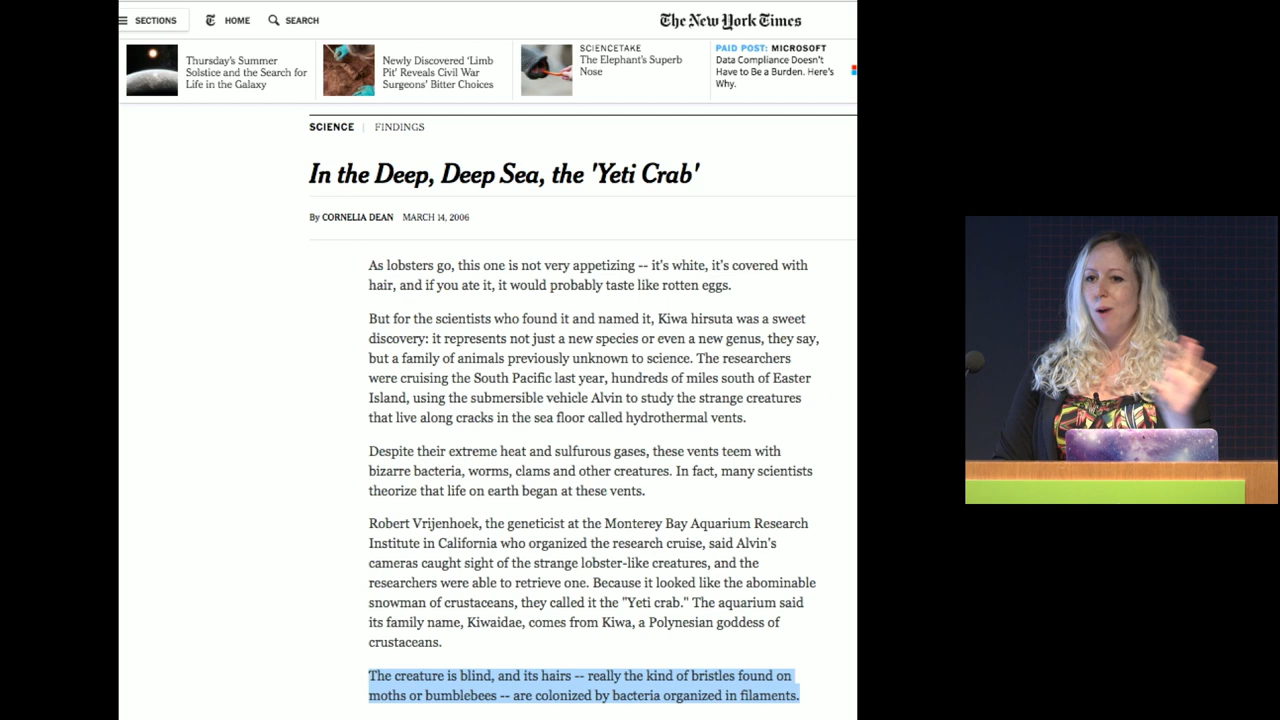 SECTIONS
HOME
SEARCH
The New York Times
Thursday's Summer
Solstice and the Search for
Life in the Galaxy
Newly Discovered 'Limb
Pit' Reveals Civil War
Surgeons' Bitter Choices
SCIENCETAKE
The Elephant's Superb
Nose
PAID POST: MICROSOFT
Data Compliance Doesn't
Have to Be a Burden. Here's
Why.
SCIENCE | FINDINGS
In the Deep, Deep Sea, the 'Yeti Crab'
By CORNELIA DEAN MARCH 14, 2006
As lobsters go, this one is not very appetizing -- it's white, it's covered with
hair, and if you ate it, it would probably taste like rotten eggs.
But for the scientists who found it and named it, Kiwa hirsuta was a sweet
discovery: it represents not just a new species or even a new genus, they say,
but a family of animals previously unknown to science. The researchers
were cruising the South Pacific last year, hundreds of miles south of Easter
Island, using the submersible vehicle Alvin to study the strange creatures
that live along cracks in the sea floor called hydrothermal vents.
Despite their extreme heat and sulfurous gases, these vents teem with
bizarre bacteria, worms, clams and other creatures. In fact, many scientists
theorize that life on earth began at these vents.
Robert Vrijenhoek, the geneticist at the Monterey Bay Aquarium Research
Institute in California who organized the research cruise, said Alvin's
cameras caught sight of the strange lobster-like creatures, and the
researchers were able to retrieve one. Because it looked like the abominable
snowman of crustaceans, they called it the "Yeti crab." The aquarium said
its family name, Kiwaidae, comes from Kiwa, a Polynesian goddess of
crustaceans.
The creature is blind, and its hairs -- really the kind of bristles found on
moths or bumblebees -- are colonized by bacteria organized in filaments.